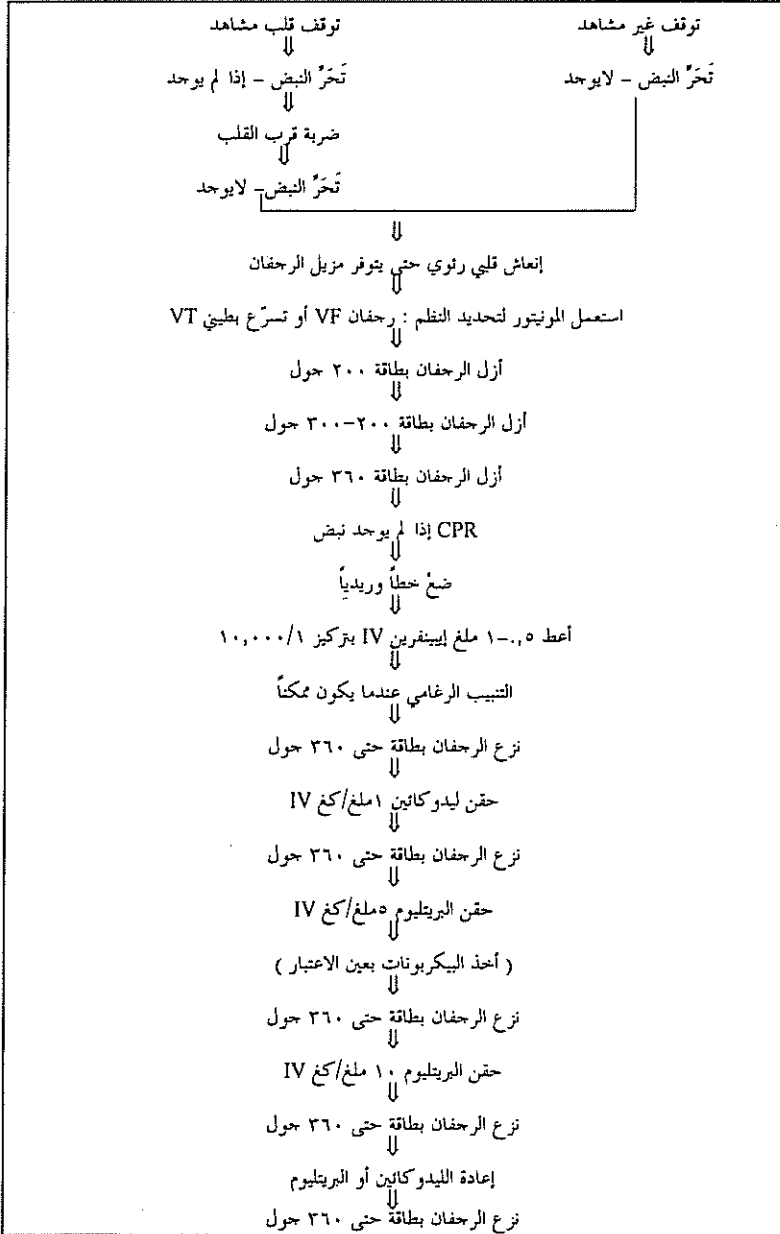 توقف قلب مشاهد
توقف غير مشاهد
⇓
⇓
تَحَرَّ النبض – إذا لم يوجد
تَحَرَّ النبض – لايوجد
⇓
ضربة قرب القلب
⇓
تَحَرَّ النبض– لايوجد
⇓
إنعاش قلبي رئوي حتى يتوفر مزيل الرجفان
⇓
استعمل المونيتور لتحديد النظم : رجفان VF أو تسرّع بطيني VT
⇓
أزل الرجفان بطاقة ٢٠٠ جول
⇓
أزل الرجفان بطاقة ٢٠٠–٣٠٠ جول
⇓
أزل الرجفان بطاقة ٣٦٠ جول
⇓
CPR إذا لم يوجد نبض
⇓
ضعْ خطاً وريدياً
⇓
أعط ٠,٥–١ ملغ إيبينفرين IV بتركيز ١٠,٠٠٠/١
⇓
التنبيب الرغامي عندما يكون ممكناً
⇓
نزع الرجفان بطاقة حتى ٣٦٠ جول
⇓
حقن ليدوكائين ١ملغ/كغ IV
⇓
نزع الرجفان بطاقة حتى ٣٦٠ جول
⇓
حقن البريتليوم ٥ملغ/كغ IV
⇓
( أخذ البيكربونات بعين الاعتبار )
⇓
نزع الرجفان بطاقة حتى ٣٦٠ جول
⇓
حقن البريتليوم ١٠ ملغ/كغ IV
⇓
نزع الرجفان بطاقة حتى ٣٦٠ جول
⇓
إعادة الليدوكائين أو البريتليوم
⇓
نزع الرجفان بطاقة حتى ٣٦٠ جول